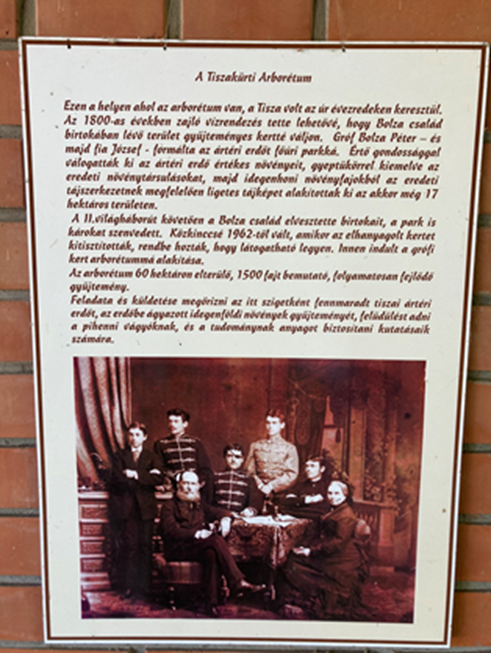 A Tiszakürti Arborétum
Ezen a helyen ahol az arborétum van, a Tisza volt az úr évezredeken keresztül.
Az 1800-as években zajló vízrendezés tette lehetővé, hogy Bolza család
birtokában lévő terület gyűjteményes kertté váljon. Gróf Bolza Péter – és
majd fia József - formálta az ártéri erdőt főúri parkká. Értő gondossággal
válogatták ki az ártéri erdő értékes növényeit, gyeptükörrel kiemelve az
eredeti növénytársulásokat, majd idegenhoni növényfajokból az eredeti
tájszerkezetnek megfelelően ligetes tájképet alakítottak ki az akkor még 17
hektáros területen.
A II.világháborút követően a Bolza család elvesztette birtokait, a park is
károkat szenvedett. Közkinccsé 1962-től vált, amikor az elhanyagolt kertet
kitisztították, rendbe hozták, hogy látogatható legyen. Innen indult a grófi
kert arborétummá alakítása.
Az arborétum 60 hektáron elterülő, 1500 fajt bemutató, folyamatosan fejlődő
gyűjtemény.
Feladata és küldetése megőrizni az itt szigetként fennmaradt tiszai ártéri
erdőt, az erdőbe ágyazott idegenföldi növények gyűjteményét, felüdülést adni
a pihenni vágyóknak, és a tudománynak anyagot biztosítani kutatásaik
számára.